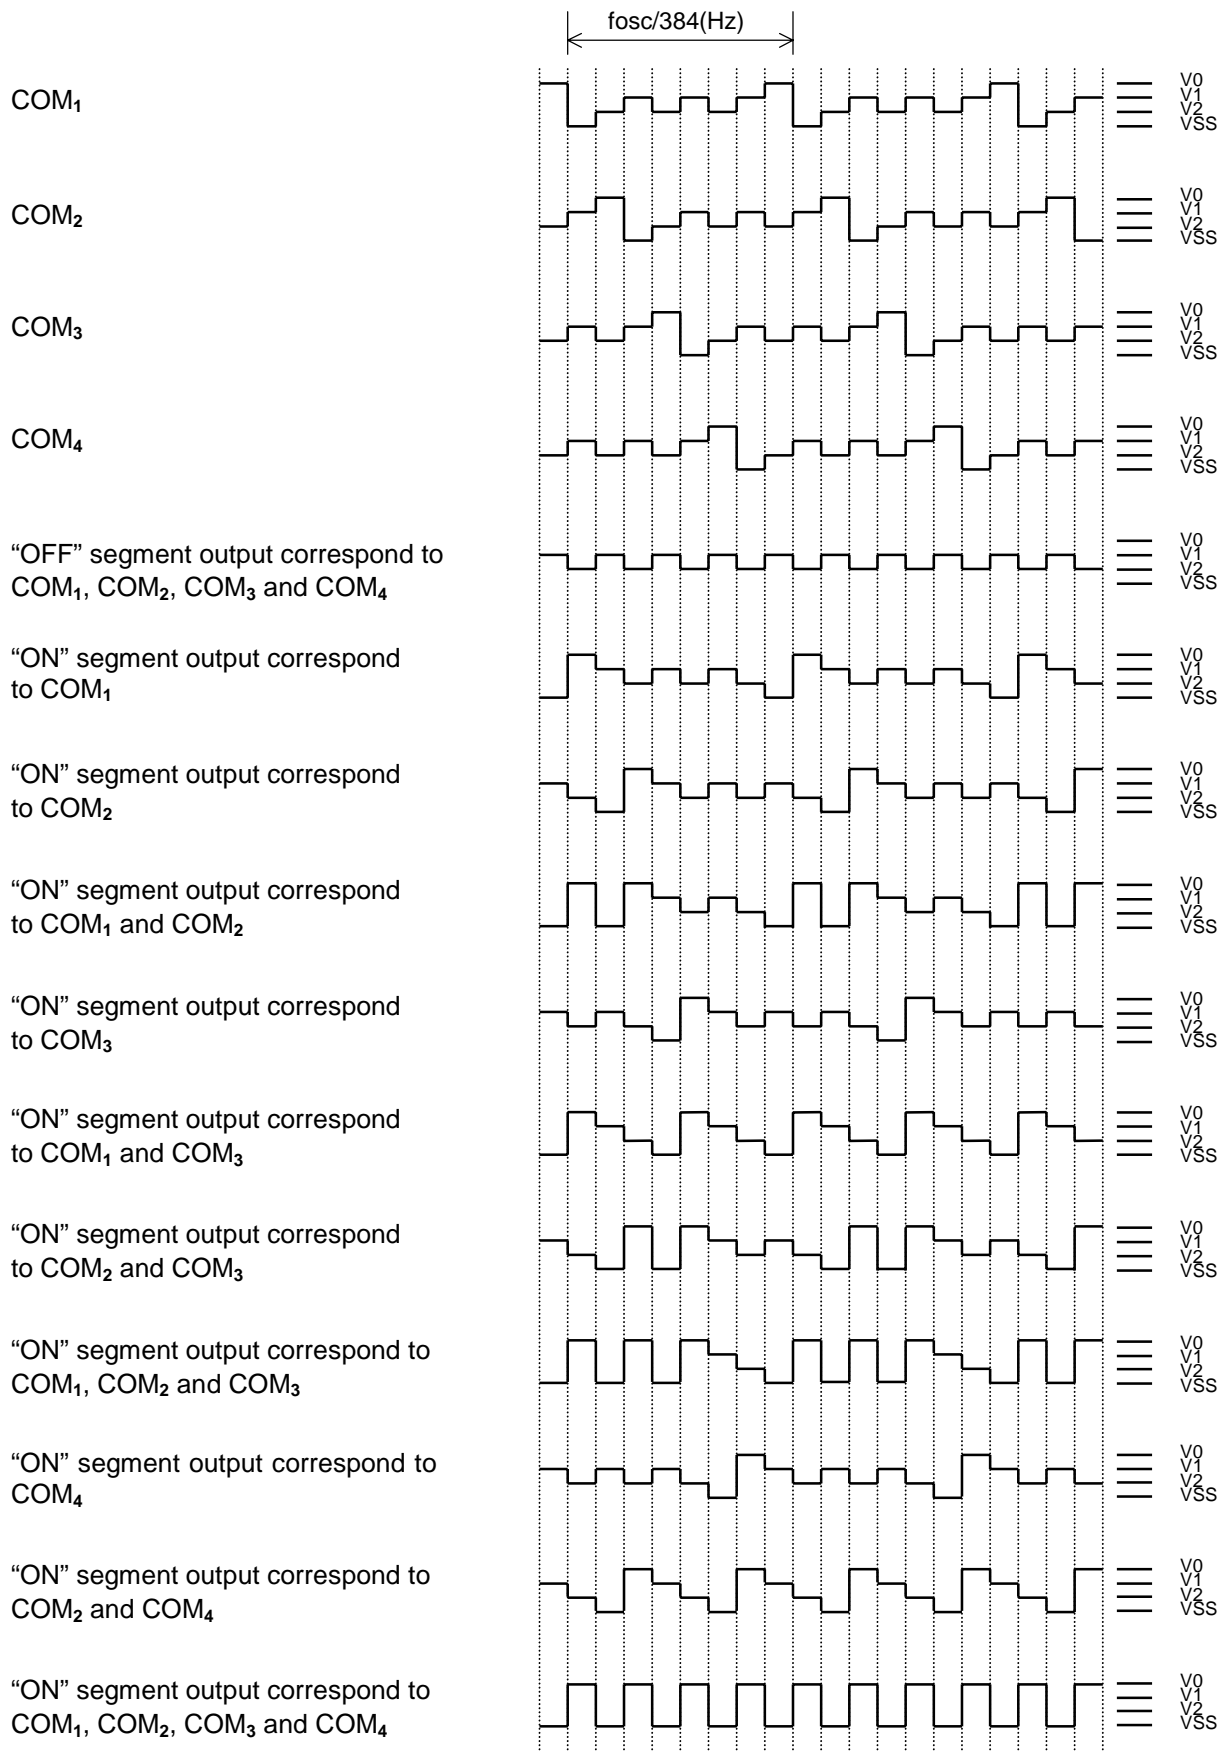 fosc/384(Hz)
COM₁
V0
V1
V2
VSS
COM₂
V0
V1
V2
VSS
COM₃
V0
V1
V2
VSS
COM₄
V0
V1
V2
VSS
“OFF” segment output correspond to
COM₁, COM₂, COM₃ and COM₄
V0
V1
V2
VSS
“ON” segment output correspond
to COM₁
V0
V1
V2
VSS
“ON” segment output correspond
to COM₂
V0
V1
V2
VSS
“ON” segment output correspond
to COM₁ and COM₂
V0
V1
V2
VSS
“ON” segment output correspond
to COM₃
V0
V1
V2
VSS
“ON” segment output correspond
to COM₁ and COM₃
V0
V1
V2
VSS
“ON” segment output correspond
to COM₂ and COM₃
V0
V1
V2
VSS
“ON” segment output correspond to
COM₁, COM₂ and COM₃
V0
V1
V2
VSS
“ON” segment output correspond to
COM₄
V0
V1
V2
VSS
“ON” segment output correspond to
COM₂ and COM₄
V0
V1
V2
VSS
“ON” segment output correspond to
COM₁, COM₂, COM₃ and COM₄
V0
V1
V2
VSS